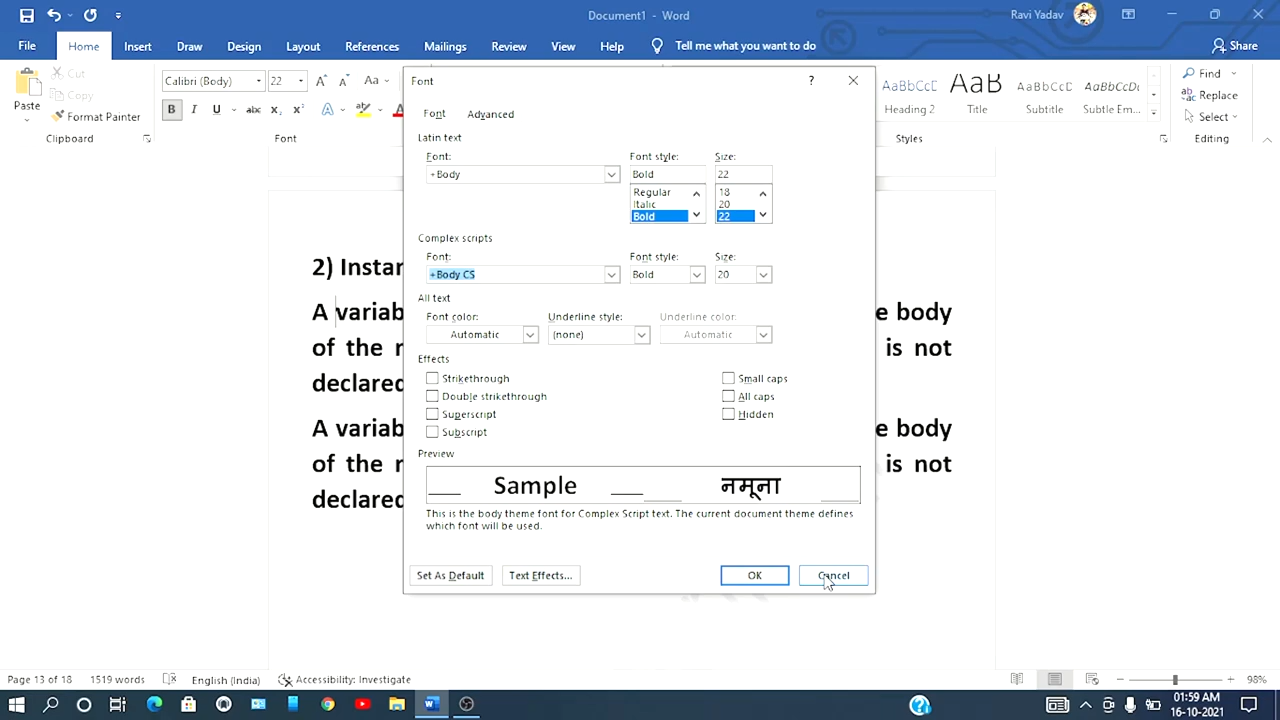 Document1 - Word
Ravi Yadav
File Home Insert Draw Design Layout References Mailings Review View Help Tell me what you want to do Share
Paste
Cut
Copy
Format Painter
Clipboard
Calibri (Body) 22
Font
AaBbCcD AaB AaBbCcD AaBbCcDı
Heading 2 Title Subtitle Subtle Em...
Styles
Find
Replace
Select
Editing
Font
Font Advanced
Latin text
Font: Font style: Size:
+Body Bold 22
Regular 18
Italic 20
Bold 22
Complex scripts
Font: Font style: Size:
+Body CS Bold 20
All text
Font color: Underline style: Underline color:
Automatic (none) Automatic
Effects
Strikethrough Small caps
Double strikethrough All caps
Superscript Hidden
Subscript
Preview
Sample नमूना
This is the body theme font for Complex Script text. The current document theme defines
which font will be used.
Set As Default Text Effects... OK Cancel
2) Instan
A variab e body
of the is not
declared
A variab e body
of the is not
declared
Page 13 of 18 1519 words English (India) Accessibility: Investigate 98%
01:59 AM
16-10-2021